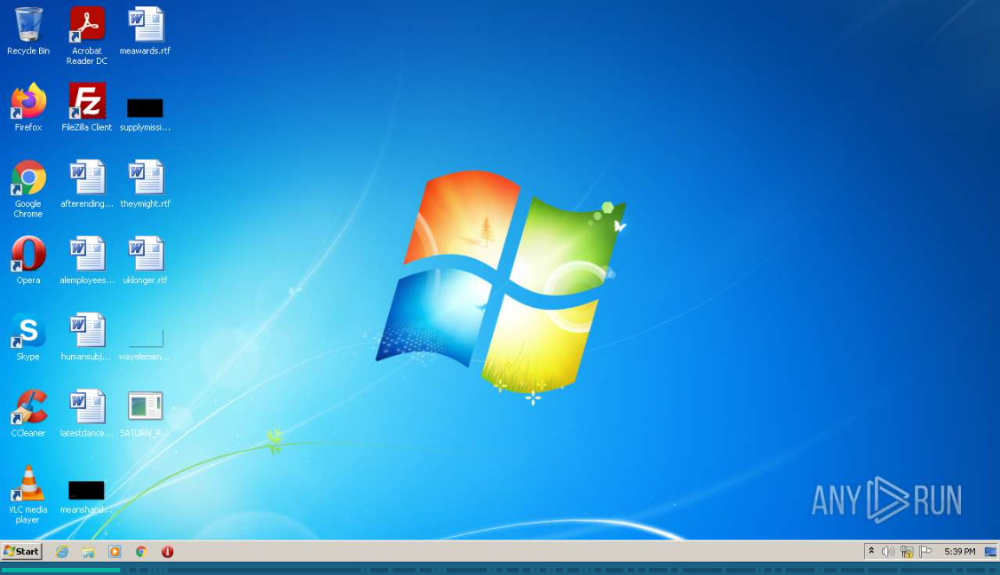 Recycle Bin
Acrobat
Reader DC
meawards.rtf
Firefox
FileZilla Client
supplymissi...
Google
Chrome
afterending...
theymight.rtf
Opera
alemployees...
uklonger.rtf
Skype
humansubj...
wayelemen...
CCleaner
latestdance...
SATURN_R...
VLC media
player
meanshand...
ANY RUN
Start
5:39 PM